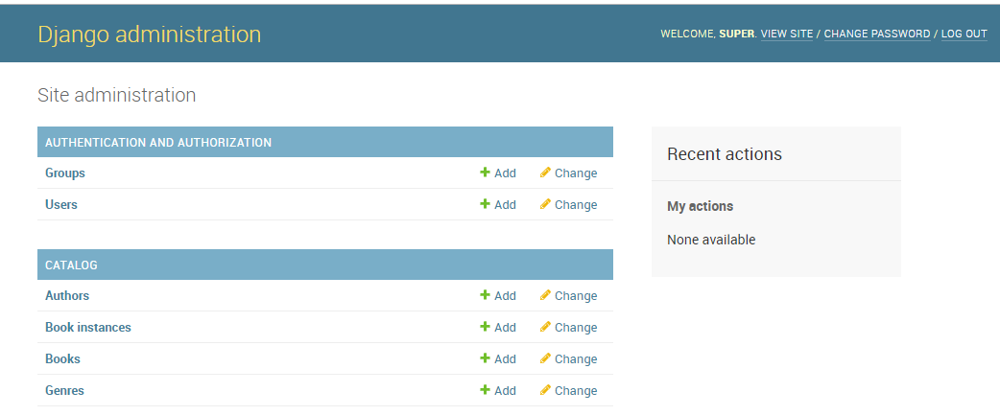 Django administration
WELCOME, SUPER. VIEW SITE / CHANGE PASSWORD / LOG OUT
Site administration
AUTHENTICATION AND AUTHORIZATION
Groups Add Change
Users Add Change
CATALOG
Authors Add Change
Book instances Add Change
Books Add Change
Genres Add Change
Recent actions
My actions
None available